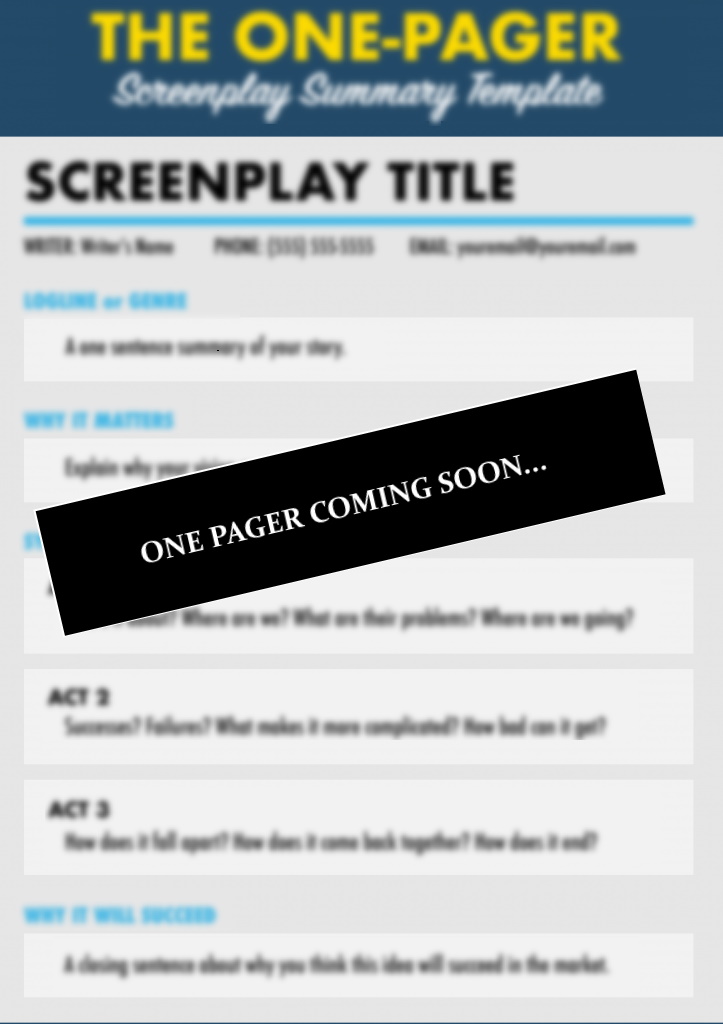 THE ONE-PAGER
Screenplay Summary Template
SCREENPLAY TITLE
WRITER: Writer's Name PHONE: (555) 555-5555 EMAIL: youremail@youremail.com
LOGLINE or GENRE
A one sentence summary of your story.
WHY IT MATTERS
Explain why your
ONE PAGER COMING SOON...
about? Where are we? What are their problems? Where are we going?
ACT 2
Successes? Failures? What makes it more complicated? How bad can it get?
ACT 3
How does it fall apart? How does it come back together? How does it end?
WHY IT WILL SUCCEED
A closing sentence about why you think this idea will succeed in the market.